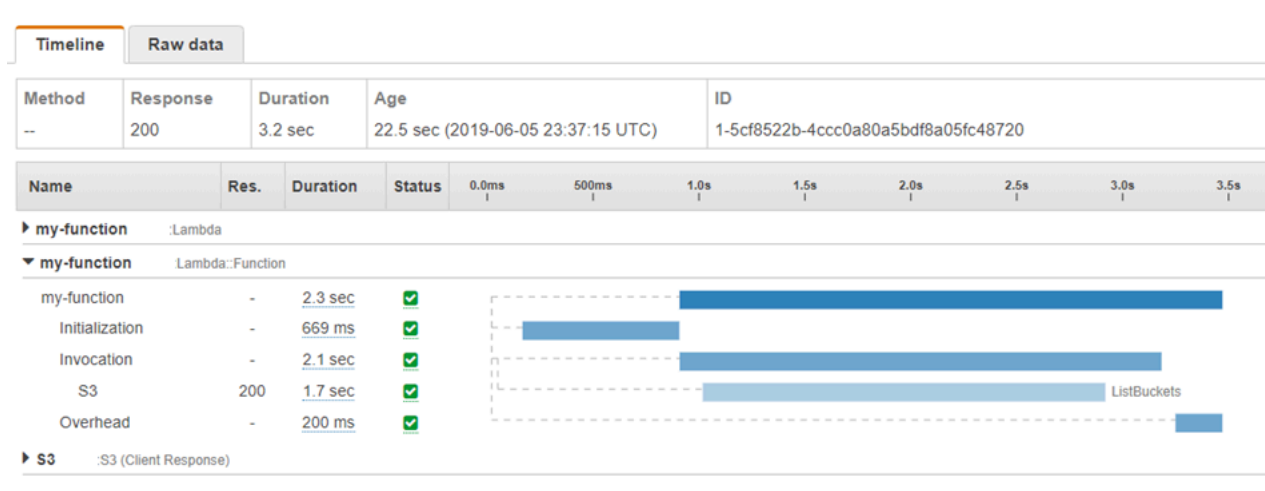 Timeline Raw data
Method Response Duration Age ID
-- 200 3.2 sec 22.5 sec (2019-06-05 23:37:15 UTC) 1-5cf8522b-4ccc0a80a5bdf8a05fc48720
Name Res. Duration Status 0.0ms 500ms 1.0s 1.5s 2.0s 2.5s 3.0s 3.5s
my-function :Lambda
my-function :Lambda::Function
my-function - 2.3 sec
Initialization - 669 ms
Invocation - 2.1 sec
S3 200 1.7 sec ListBuckets
Overhead - 200 ms
S3 :S3 (Client Response)